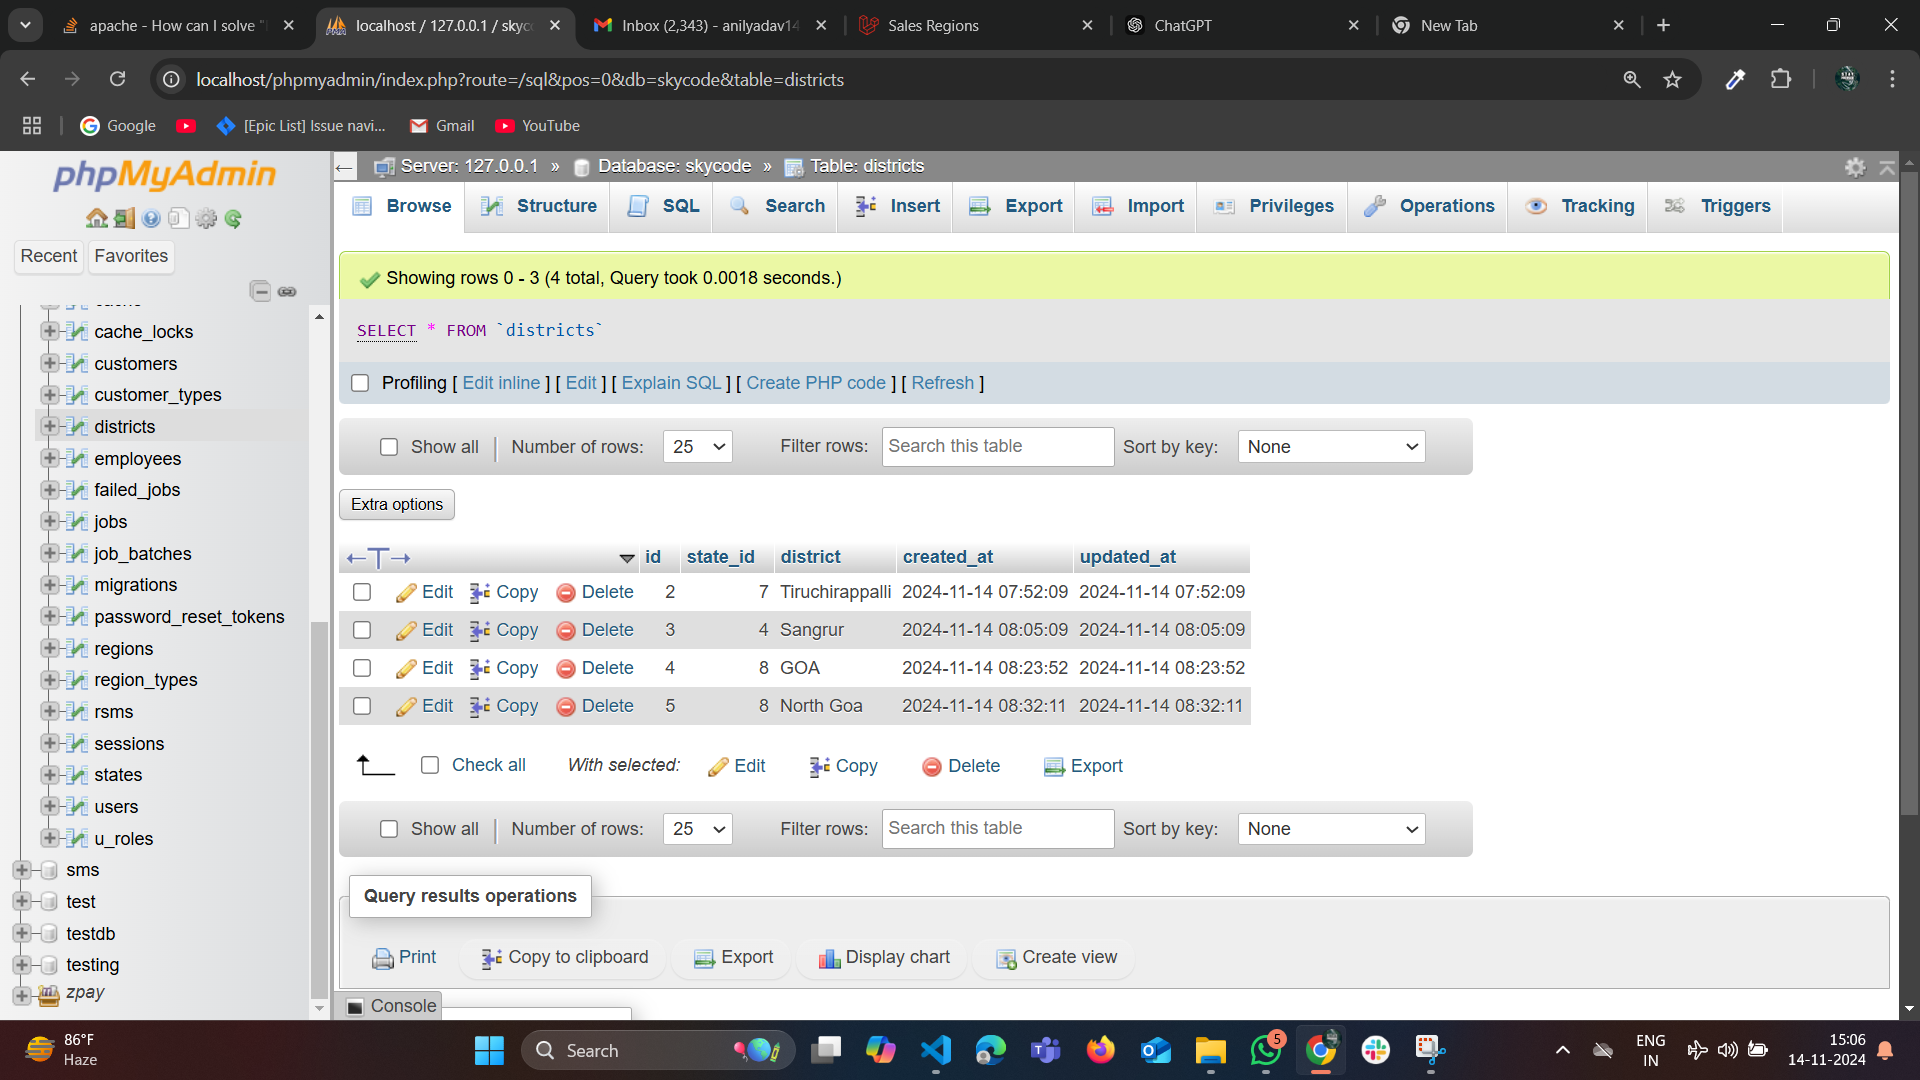 apache - How can I solve "
localhost / 127.0.0.1 / skyc
Inbox (2,343) - anilyadav14
Sales Regions
ChatGPT
New Tab
localhost/phpmyadmin/index.php?route=/sql&pos=0&db=skycode&table=districts
Google
[Epic List] Issue navi...
Gmail
YouTube
phpMyAdmin
Recent
Favorites
cache_locks
customers
customer_types
districts
employees
failed_jobs
jobs
job_batches
migrations
password_reset_tokens
regions
region_types
rsms
sessions
states
users
u_roles
sms
test
testdb
testing
zpay
Server: 127.0.0.1 » Database: skycode » Table: districts
Browse Structure SQL Search Insert Export Import Privileges Operations Tracking Triggers
Showing rows 0 - 3 (4 total, Query took 0.0018 seconds.)
SELECT * FROM `districts`
Profiling [ Edit inline ] [ Edit ] [ Explain SQL ] [ Create PHP code ] [ Refresh ]
Show all | Number of rows: 25 Filter rows: Search this table Sort by key: None
Extra options
id state_id district created_at updated_at
Edit Copy Delete 2 7 Tiruchirappalli 2024-11-14 07:52:09 2024-11-14 07:52:09
Edit Copy Delete 3 4 Sangrur 2024-11-14 08:05:09 2024-11-14 08:05:09
Edit Copy Delete 4 8 GOA 2024-11-14 08:23:52 2024-11-14 08:23:52
Edit Copy Delete 5 8 North Goa 2024-11-14 08:32:11 2024-11-14 08:32:11
Check all With selected: Edit Copy Delete Export
Show all | Number of rows: 25 Filter rows: Search this table Sort by key: None
Query results operations
Print Copy to clipboard Export Display chart Create view
Console
86°F
Haze
Search
5
ENG
IN
15:06
14-11-2024